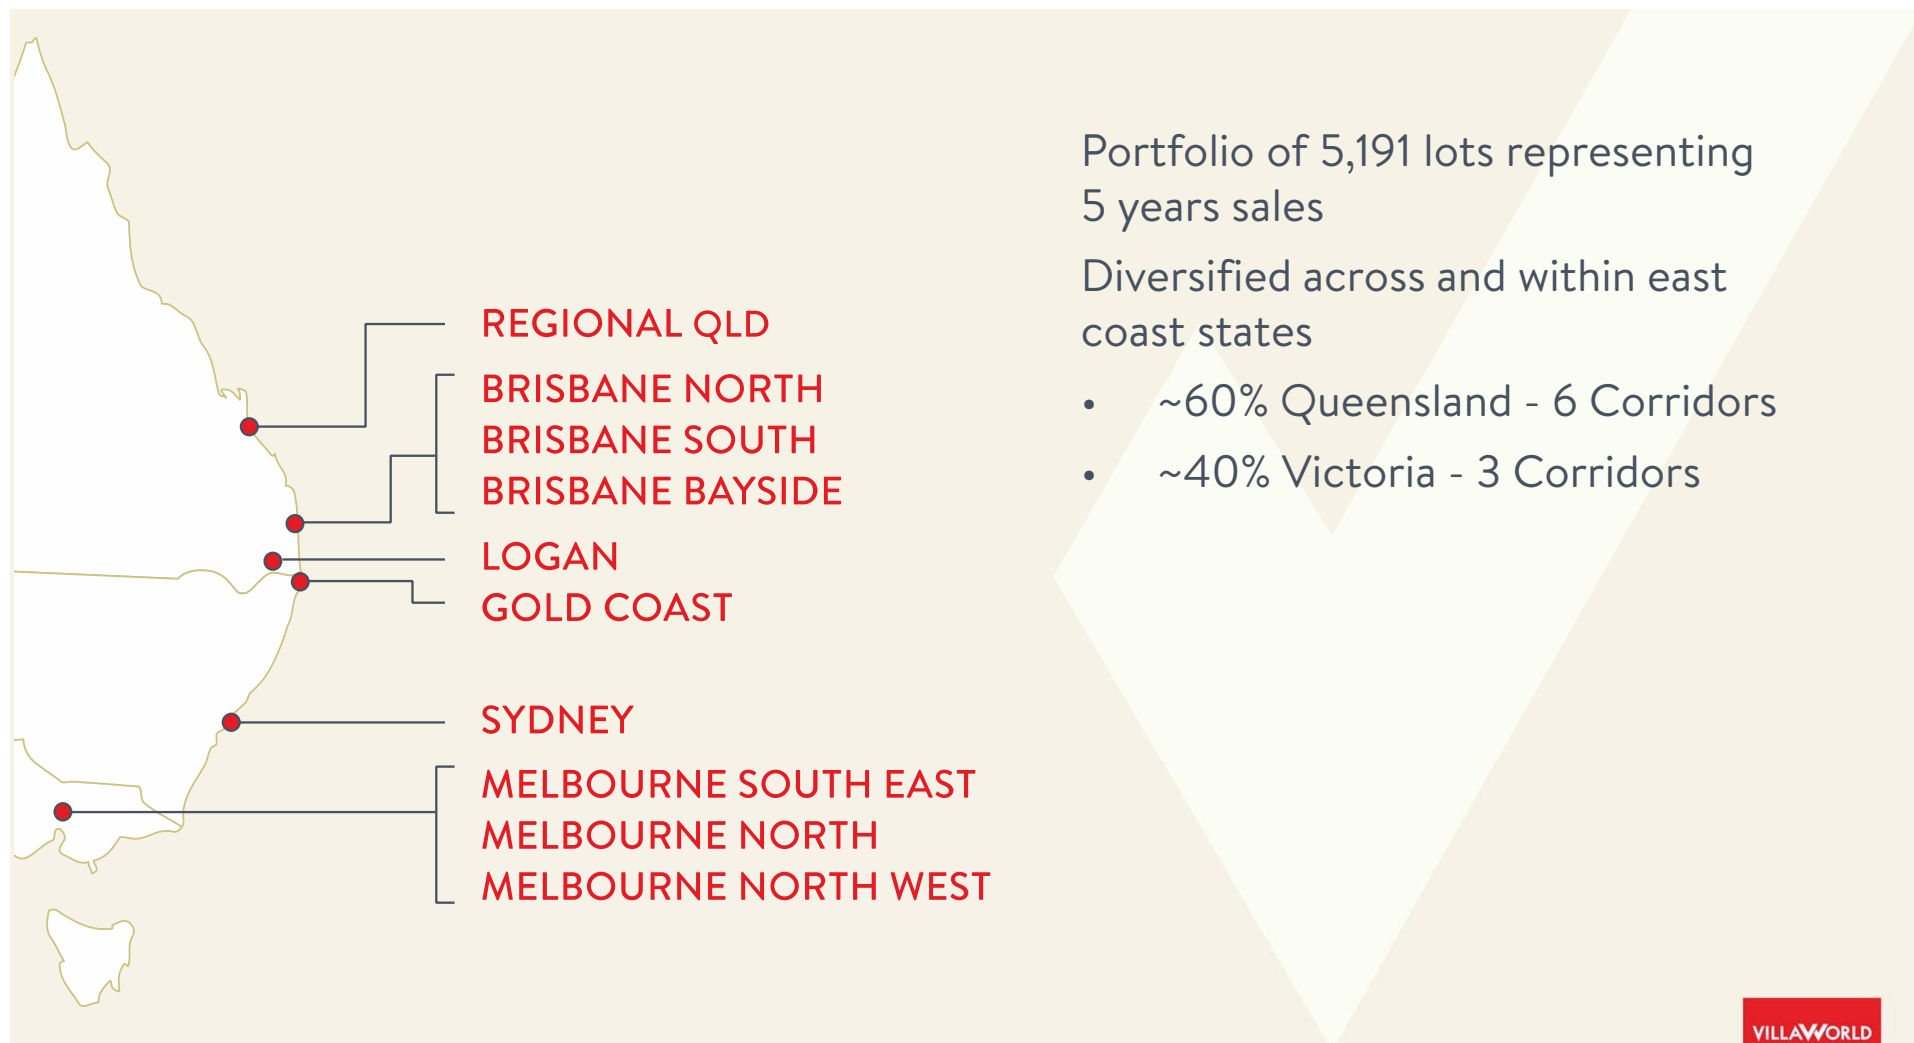 REGIONAL QLD
BRISBANE NORTH
BRISBANE SOUTH
BRISBANE BAYSIDE
LOGAN
GOLD COAST
SYDNEY
MELBOURNE SOUTH EAST
MELBOURNE NORTH
MELBOURNE NORTH WEST
Portfolio of 5,191 lots representing
5 years sales
Diversified across and within east
coast states
• ~60% Queensland - 6 Corridors
• ~40% Victoria - 3 Corridors
VILLAWORLD